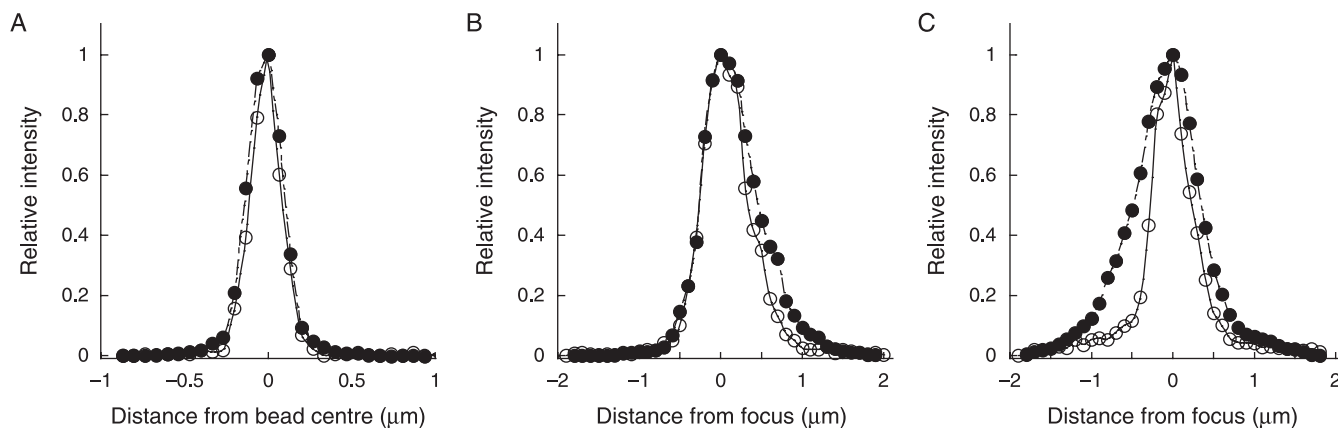 A
Relative intensity
1
0.8
0.6
0.4
0.2
0
−1 −0.5 0 0.5 1
Distance from bead centre (μm)
B
Relative intensity
1
0.8
0.6
0.4
0.2
0
−2 −1 0 1 2
Distance from focus (μm)
C
Relative intensity
1
0.8
0.6
0.4
0.2
0
−2 −1 0 1 2
Distance from focus (μm)